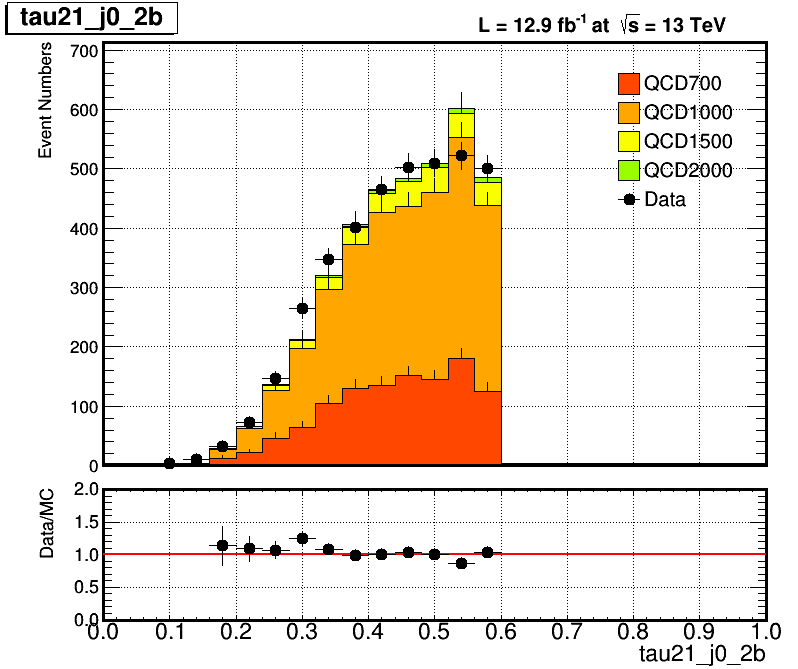 tau21_j0_2b
L = 12.9 fb⁻¹ at √s = 13 TeV
Event Numbers
700
600
500
400
300
200
100
0
QCD700
QCD1000
QCD1500
QCD2000
Data
Data/MC
2.0
1.5
1.0
0.5
0.0
0.0 0.1 0.2 0.3 0.4 0.5 0.6 0.7 0.8 0.9 1.0
tau21_j0_2b